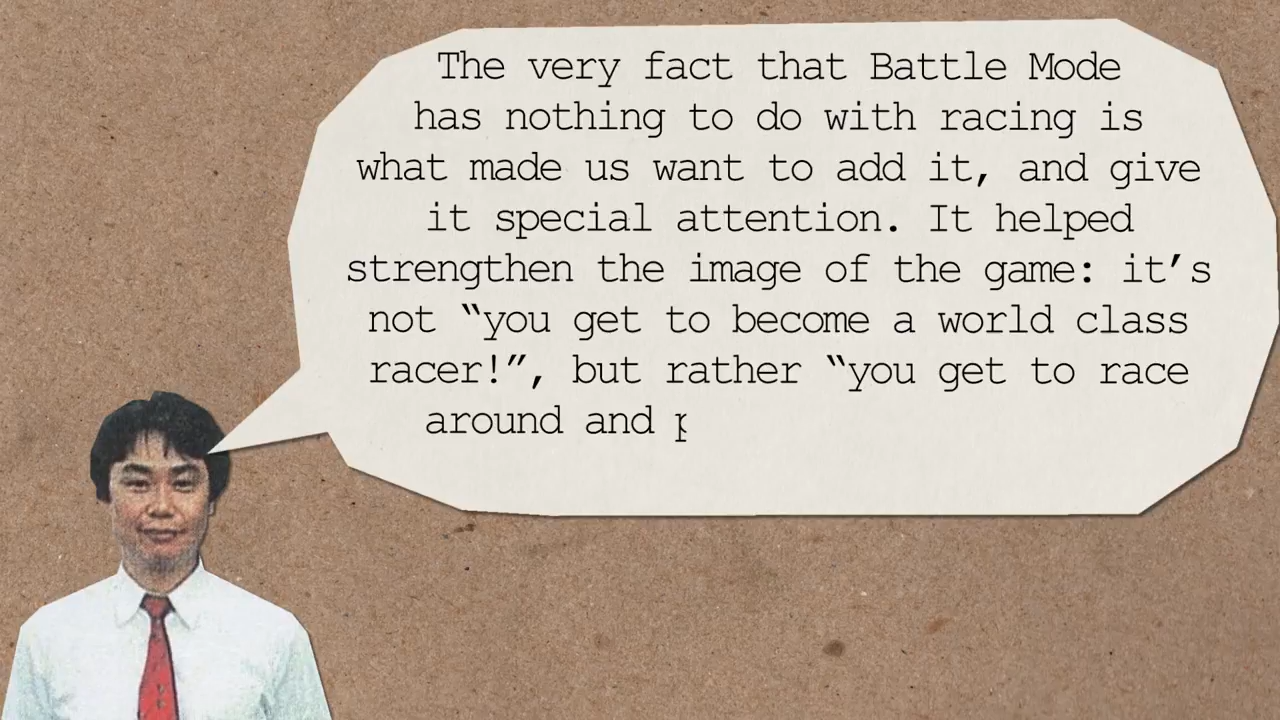 The very fact that Battle Mode
has nothing to do with racing is
what made us want to add it, and give
it special attention. It helped
strengthen the image of the game: it’s
not “you get to become a world class
racer!”, but rather “you get to race
around and p